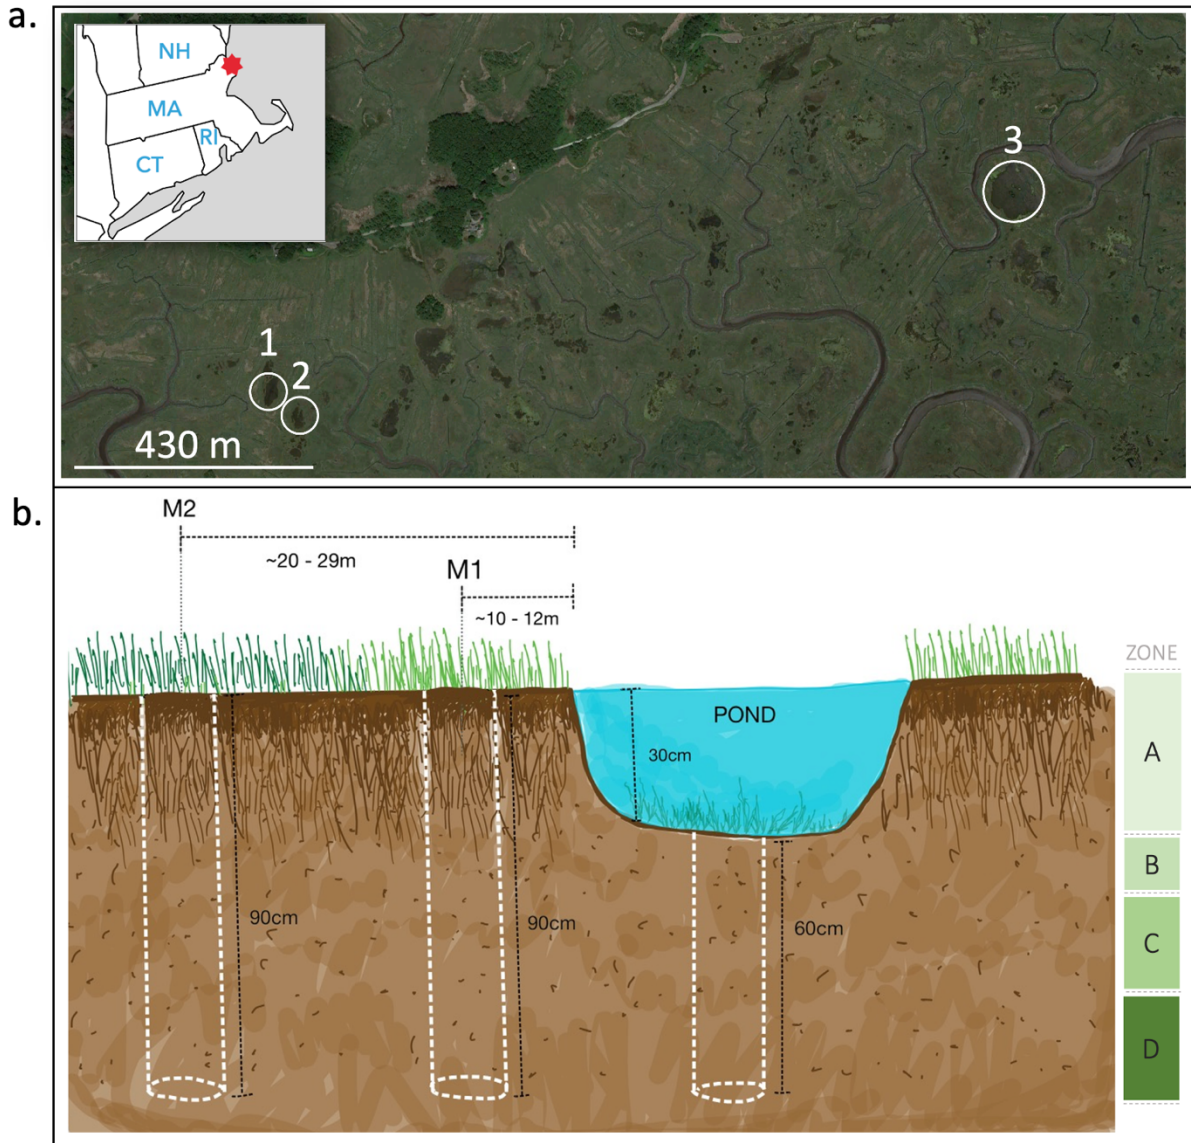 a.
NH
MA
RI
CT
3
1
2
430 m
b.
M2
~20 - 29m
M1
~10 - 12m
ZONE
POND
30cm
A
B
90cm
90cm
60cm
C
D